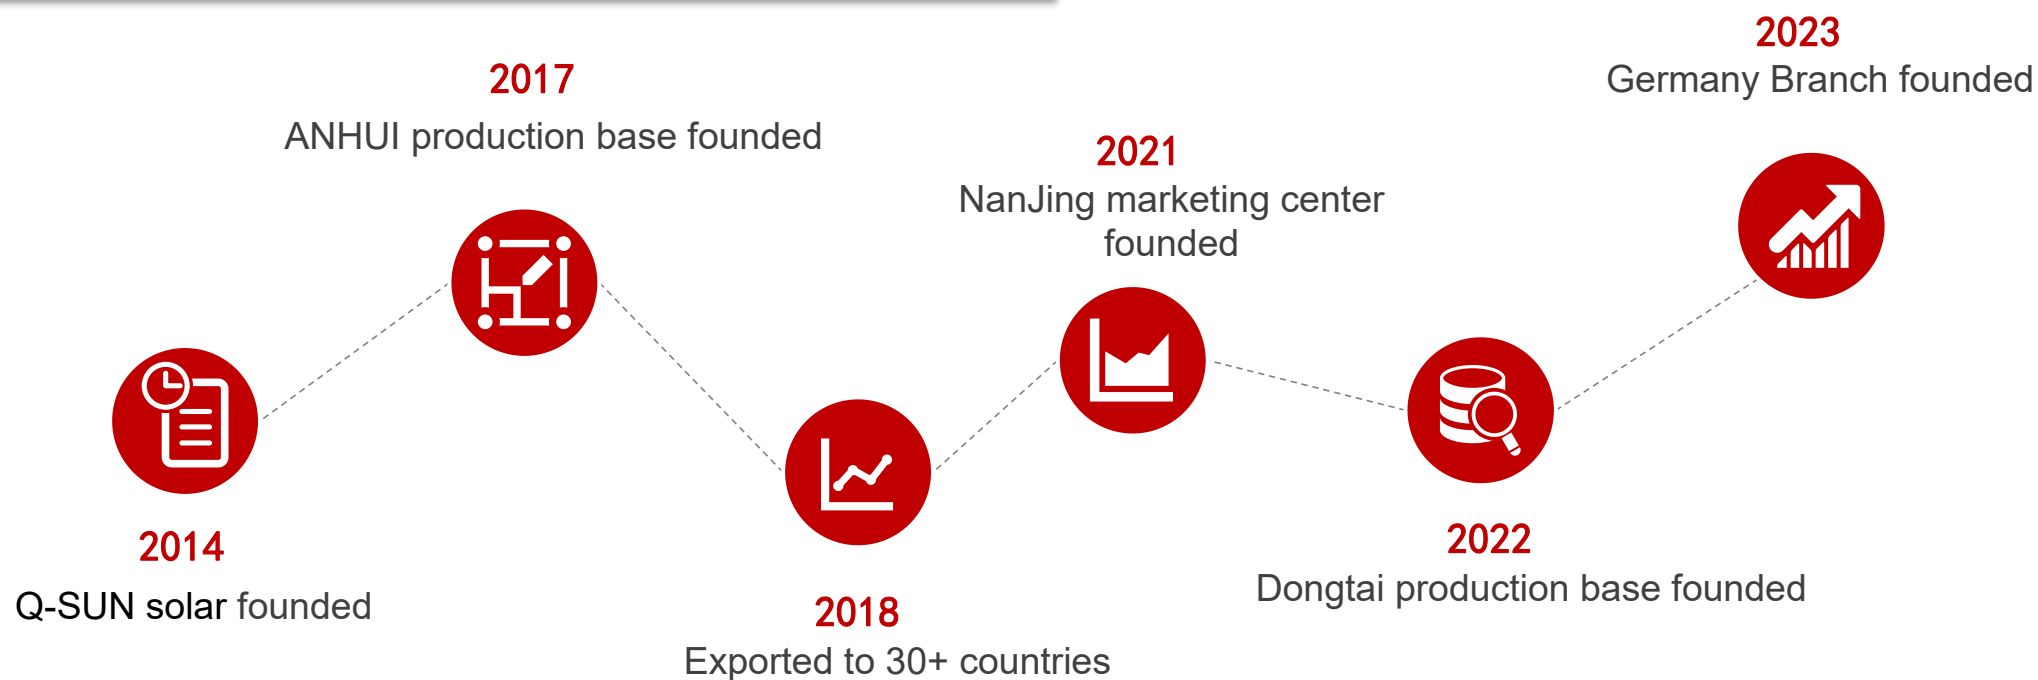 2014
Q-SUN solar founded
2017
ANHUI production base founded
2018
Exported to 30+ countries
2021
NanJing marketing center
founded
2022
Dongtai production base founded
2023
Germany Branch founded